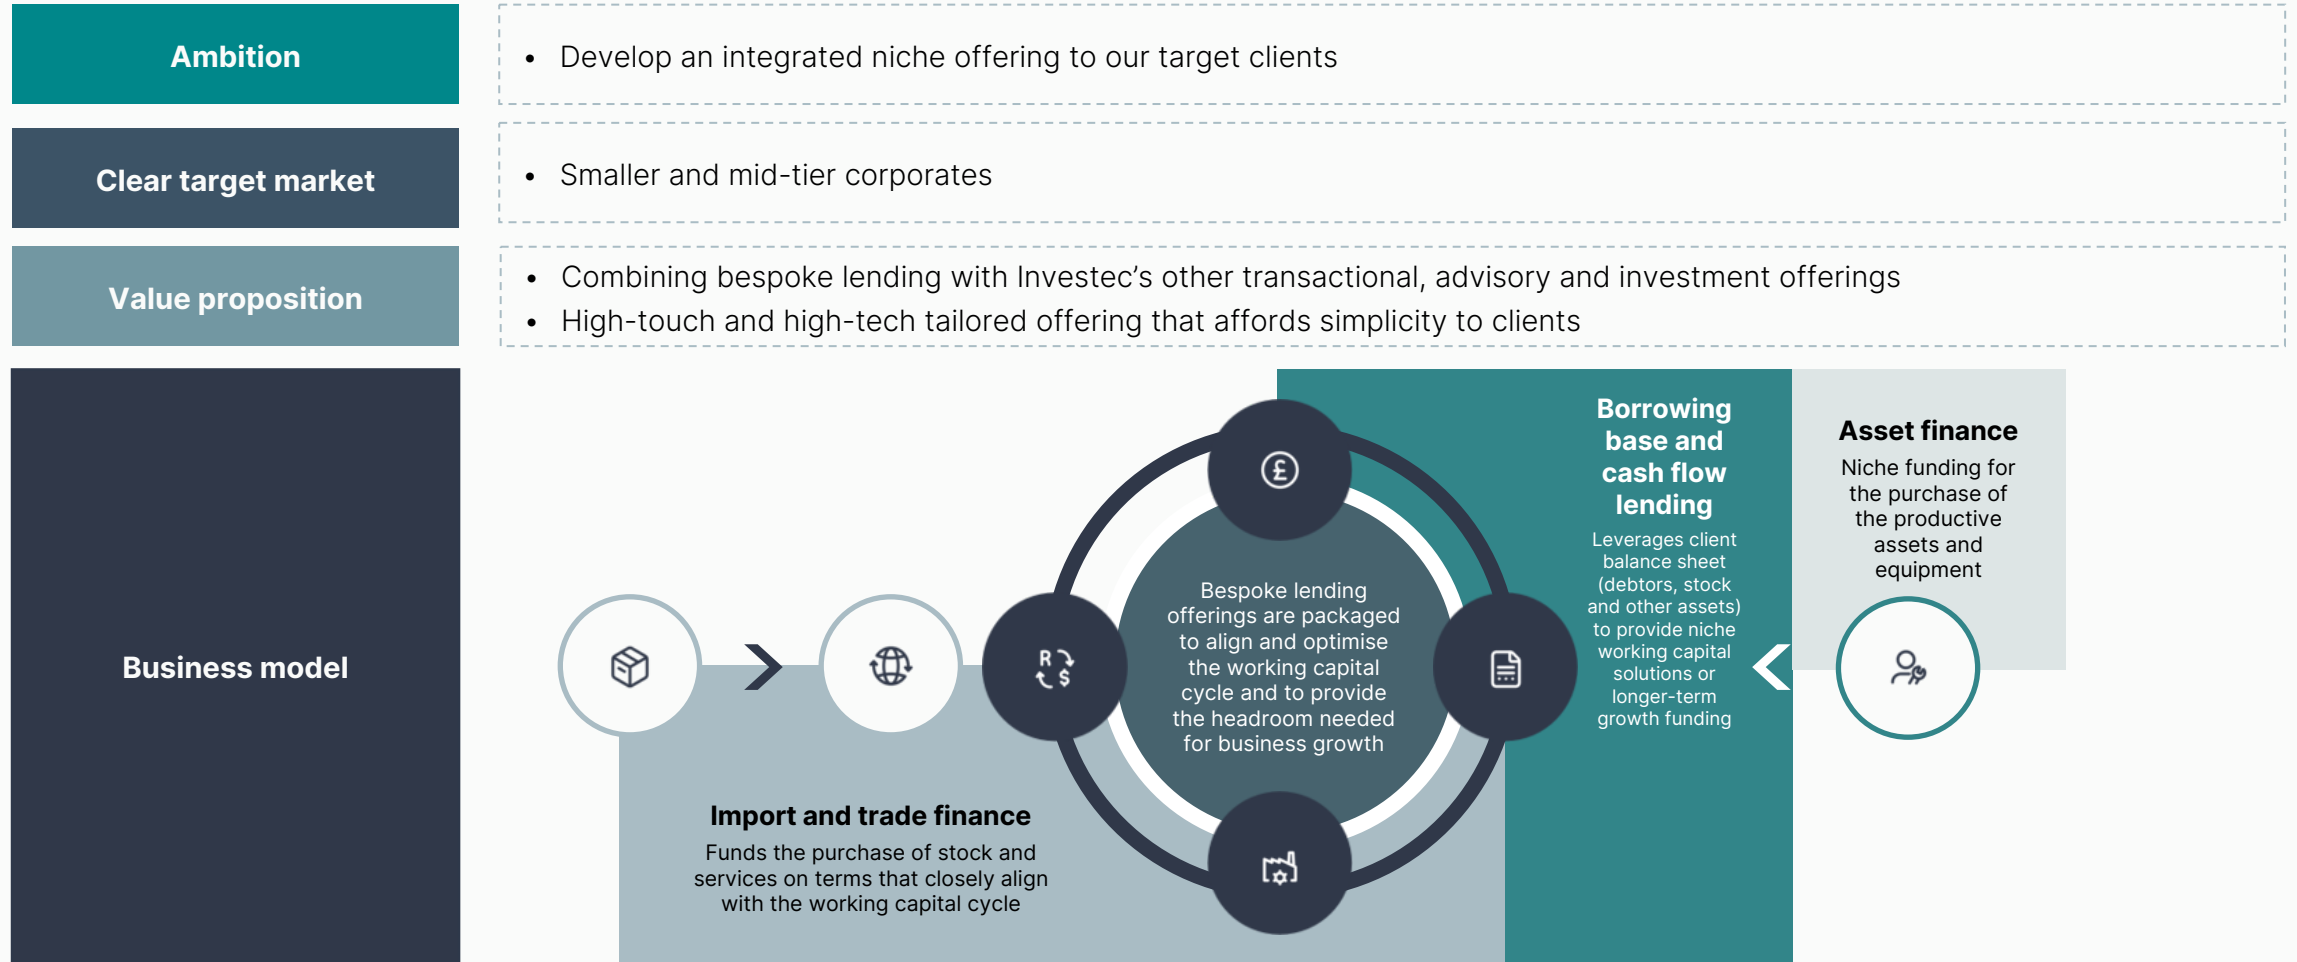 Ambition
• Develop an integrated niche offering to our target clients
Clear target market
• Smaller and mid-tier corporates
Value proposition
• Combining bespoke lending with Investec’s other transactional, advisory and investment offerings
• High-touch and high-tech tailored offering that affords simplicity to clients
Business model
Import and trade finance
Funds the purchase of stock and
services on terms that closely align
with the working capital cycle
£
R
$
Bespoke lending
offerings are packaged
to align and optimise
the working capital
cycle and to provide
the headroom needed
for business growth
Borrowing
base and
cash flow
lending
Leverages client
balance sheet
(debtors, stock
and other assets)
to provide niche
working capital
solutions or
longer-term
growth funding
Asset finance
Niche funding for
the purchase of
the productive
assets and
equipment